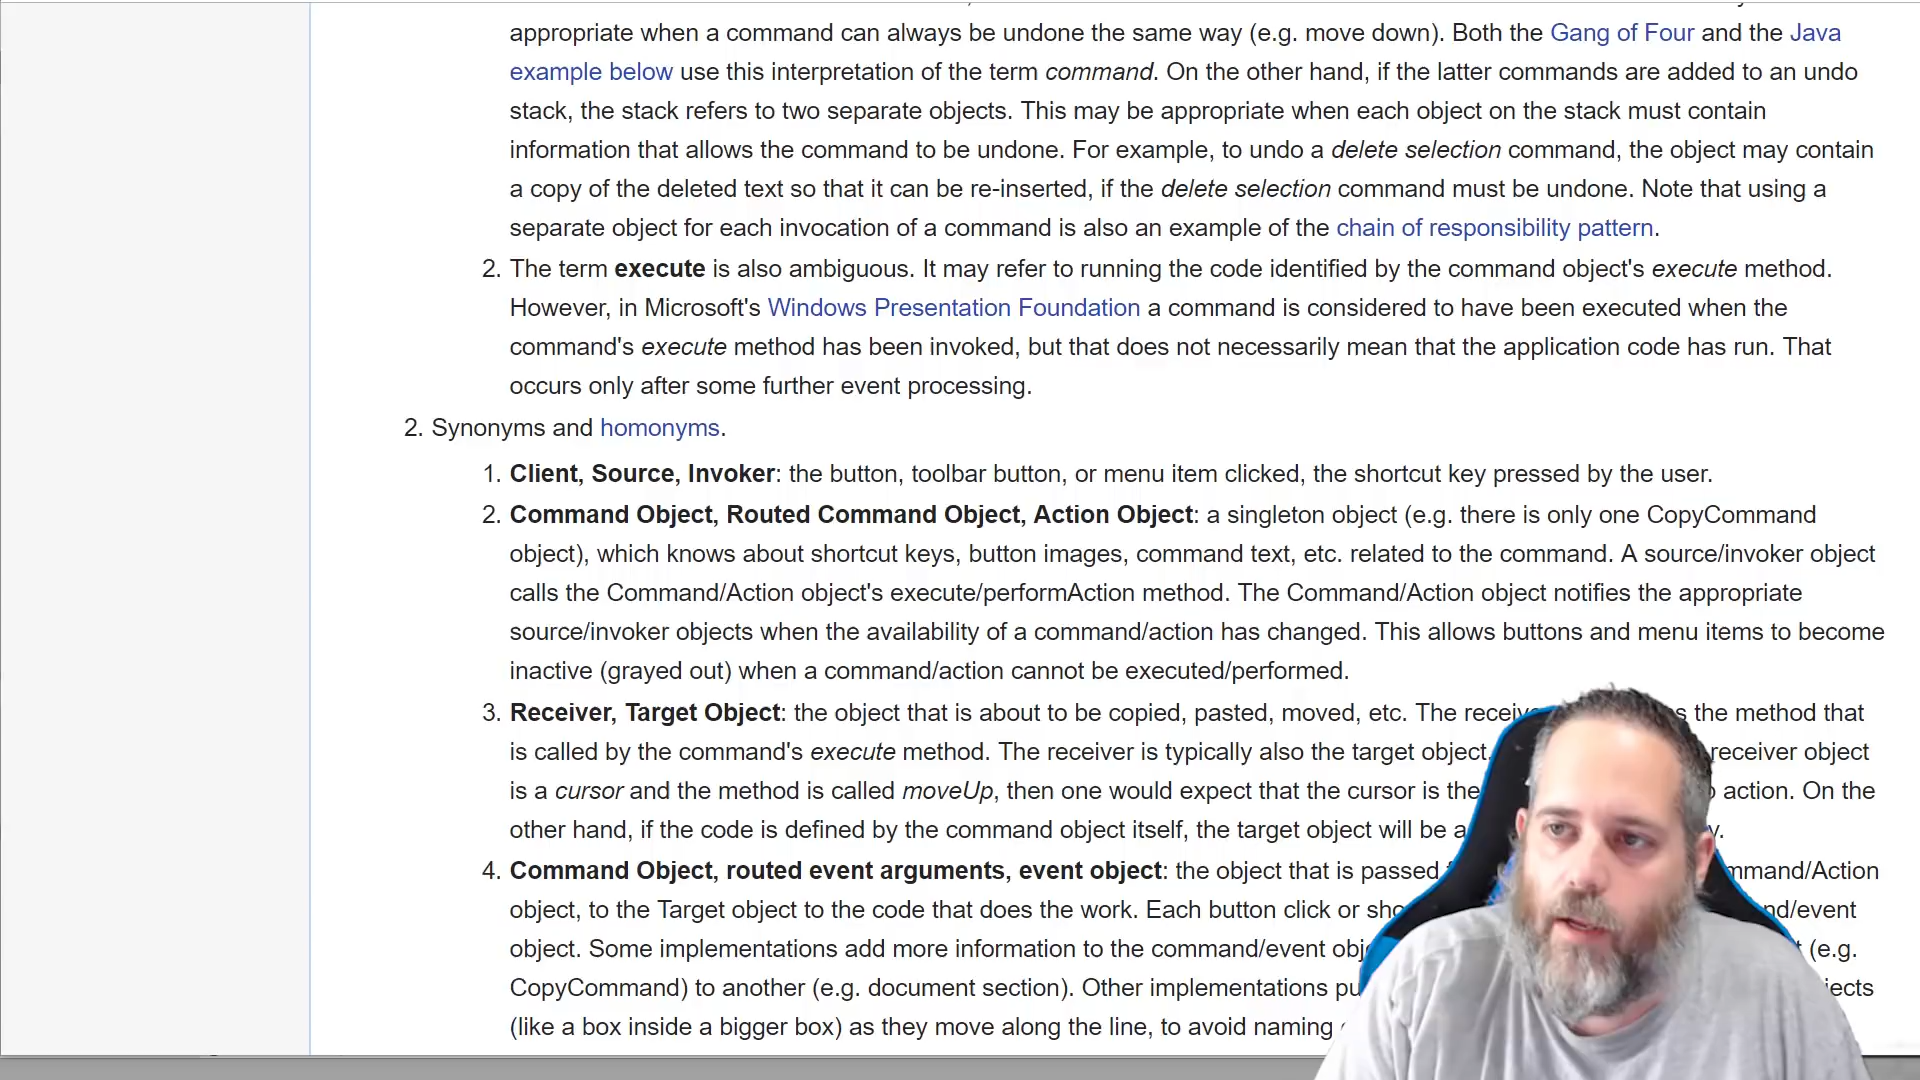 appropriate when a command can always be undone the same way (e.g. move down). Both the Gang of Four and the Java
example below use this interpretation of the term command. On the other hand, if the latter commands are added to an undo
stack, the stack refers to two separate objects. This may be appropriate when each object on the stack must contain
information that allows the command to be undone. For example, to undo a delete selection command, the object may contain
a copy of the deleted text so that it can be re-inserted, if the delete selection command must be undone. Note that using a
separate object for each invocation of a command is also an example of the chain of responsibility pattern.
2. The term execute is also ambiguous. It may refer to running the code identified by the command object's execute method.
However, in Microsoft's Windows Presentation Foundation a command is considered to have been executed when the
command's execute method has been invoked, but that does not necessarily mean that the application code has run. That
occurs only after some further event processing.
2. Synonyms and homonyms.
1. Client, Source, Invoker: the button, toolbar button, or menu item clicked, the shortcut key pressed by the user.
2. Command Object, Routed Command Object, Action Object: a singleton object (e.g. there is only one CopyCommand
object), which knows about shortcut keys, button images, command text, etc. related to the command. A source/invoker object
calls the Command/Action object's execute/performAction method. The Command/Action object notifies the appropriate
source/invoker objects when the availability of a command/action has changed. This allows buttons and menu items to become
inactive (grayed out) when a command/action cannot be executed/performed.
3. Receiver, Target Object: the object that is about to be copied, pasted, moved, etc. The the method that
is called by the command's execute method. The receiver is typically also the target object. receiver object
is a cursor and the method is called moveUp, then one would expect that the cursor is the action. On the
other hand, if the code is defined by the command object itself, the target object will be a
4. Command Object, routed event arguments, event object: the object that is passed Command/Action
object, to the Target object to the code that does the work. Each button click or
object. Some implementations add more information to the command/event (e.g.
CopyCommand) to another (e.g. document section). Other implementations
(like a box inside a bigger box) as they move along the line, to avoid naming